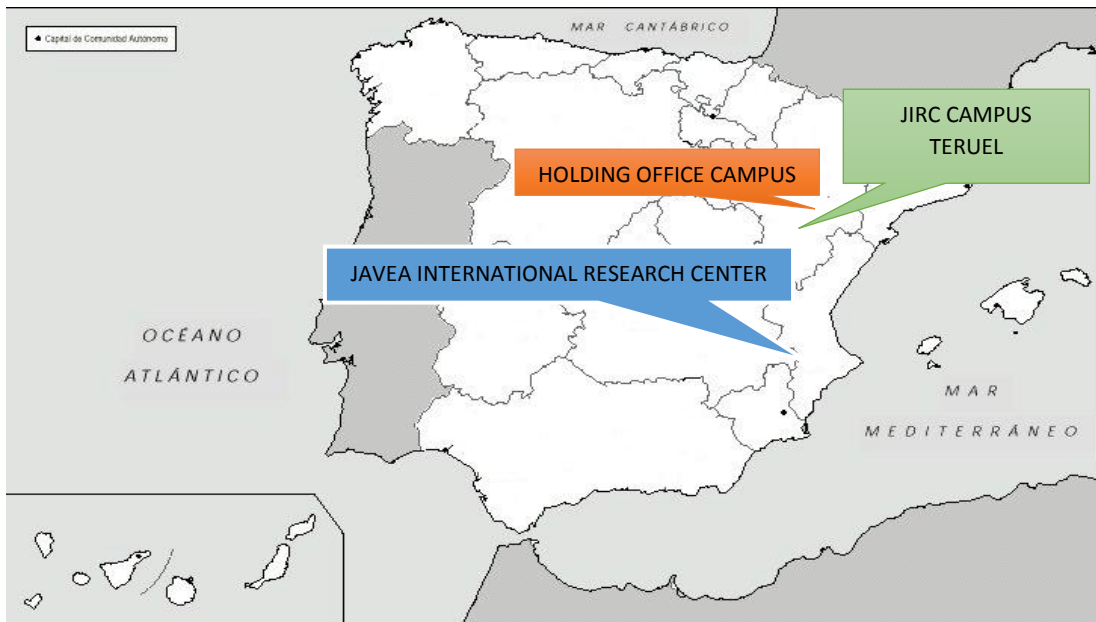 MAR CANTÁBRICO
Capital de Comunidad Autónoma
JIRC CAMPUS
TERUEL
HOLDING OFFICE CAMPUS
JAVEA INTERNATIONAL RESEARCH CENTER
OCÉANO
ATLÁNTICO
MAR
MEDITERRÁNEO